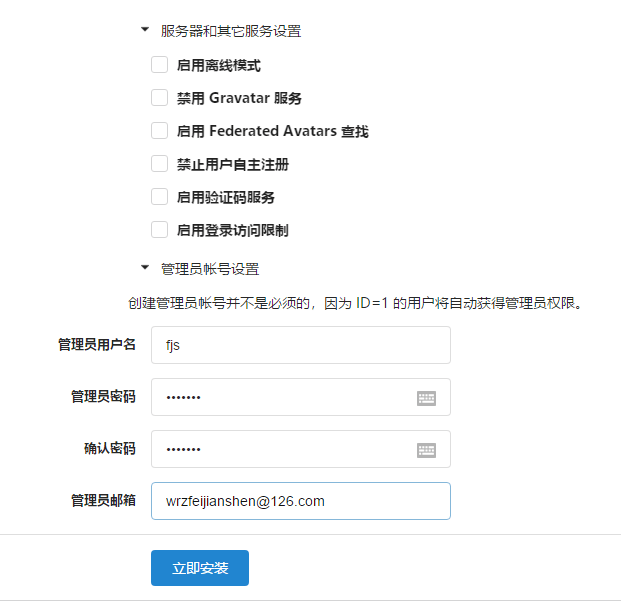 服务器和其它服务设置
启用离线模式
禁用 Gravatar 服务
启用 Federated Avatars 查找
禁止用户自主注册
启用验证码服务
启用登录访问限制
管理员帐号设置
创建管理员帐号并不是必须的，因为 ID=1 的用户将自动获得管理员权限。
管理员用户名 fjs
管理员密码 •••••••
确认密码 •••••••
管理员邮箱 wrzfeijianshen@126.com
立即安装